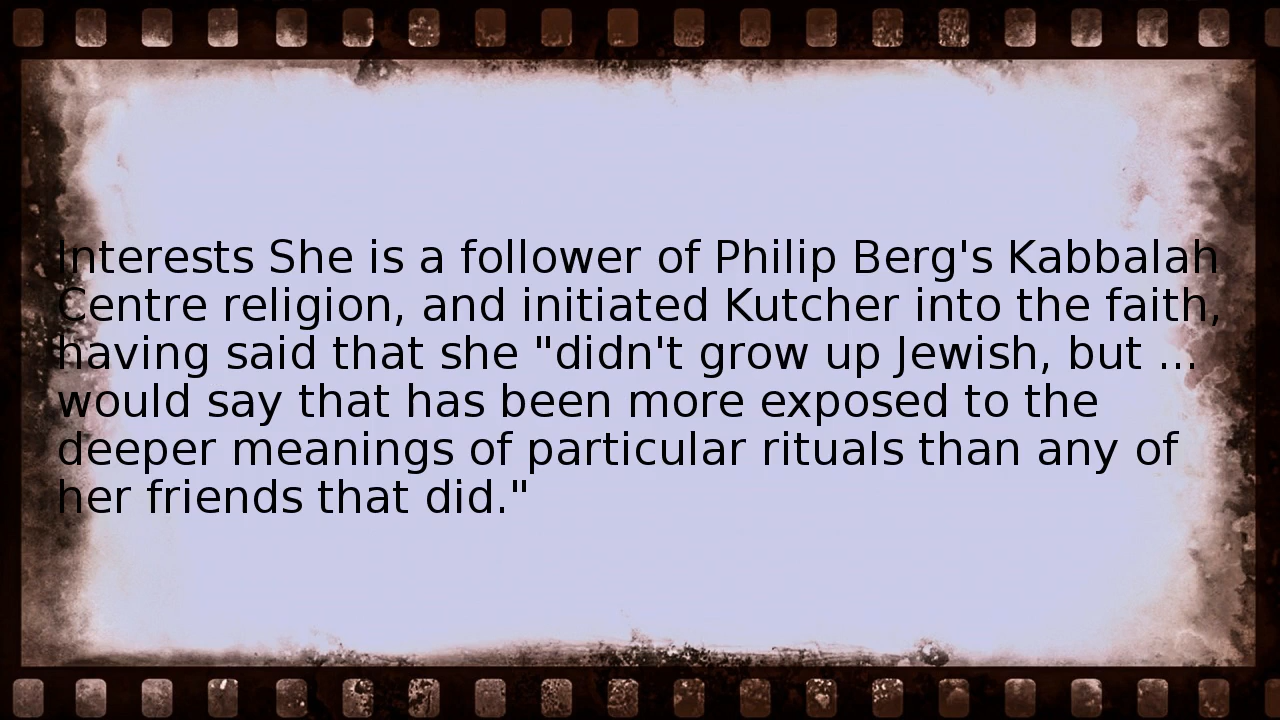 Interests She is a follower of Philip Berg's Kabbalah
Centre religion, and initiated Kutcher into the faith,
having said that she "didn't grow up Jewish, but ...
would say that has been more exposed to the
deeper meanings of particular rituals than any of
her friends that did."